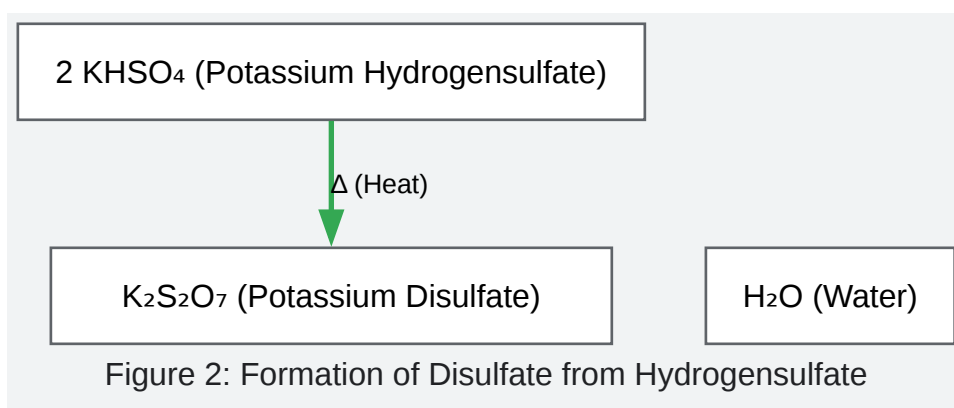 2 KHSO₄ (Potassium Hydrogensulfate)
Δ (Heat)
K₂S₂O₇ (Potassium Disulfate)
H₂O (Water)
Figure 2: Formation of Disulfate from Hydrogensulfate